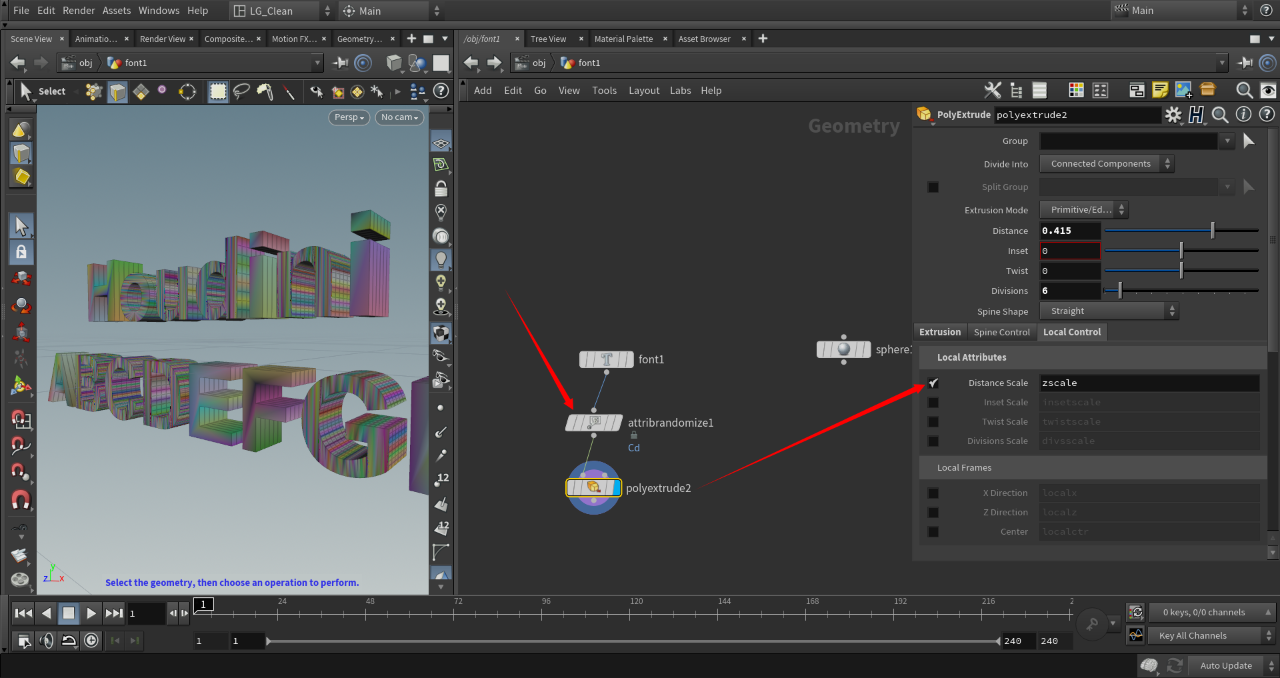 File Edit Render Assets Windows Help LG_Clean Main Main
Scene View Animatio... Render View Composite... Motion FX... Geometry...
/obj/font1 Tree View Material Palette Asset Browser
obj font1
obj font1
Select
Add Edit Go View Tools Layout Labs Help
Persp No cam
Geometry
PolyExtrude polyextrude2
Group
Divide Into Connected Components
Split Group
Extrusion Mode Primitive/Ed...
Distance 0.415
Inset 0
Twist 0
Divisions 6
Spine Shape Straight
Extrusion Spine Control Local Control
Local Attributes
Distance Scale zscale
Inset Scale insetscale
Twist Scale twistscale
Divisions Scale divsscale
Local Frames
X Direction localx
Z Direction localz
Center localctr
font1
sphere1
attribrandomize1
Cd
polyextrude2
Houdini
ABCDEFG
12
12
z y x
Select the geometry, then choose an operation to perform.
1 1 24 48 72 96 120 144 168 192 216 2
0 keys, 0/0 channels
1 1 240 240
Key All Channels
Auto Update